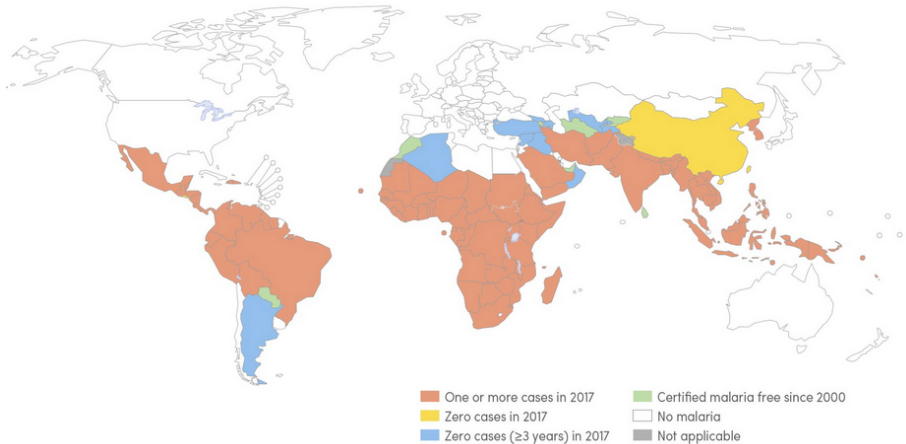 One or more cases in 2017
Zero cases in 2017
Zero cases (≥3 years) in 2017
Certified malaria free since 2000
No malaria
Not applicable